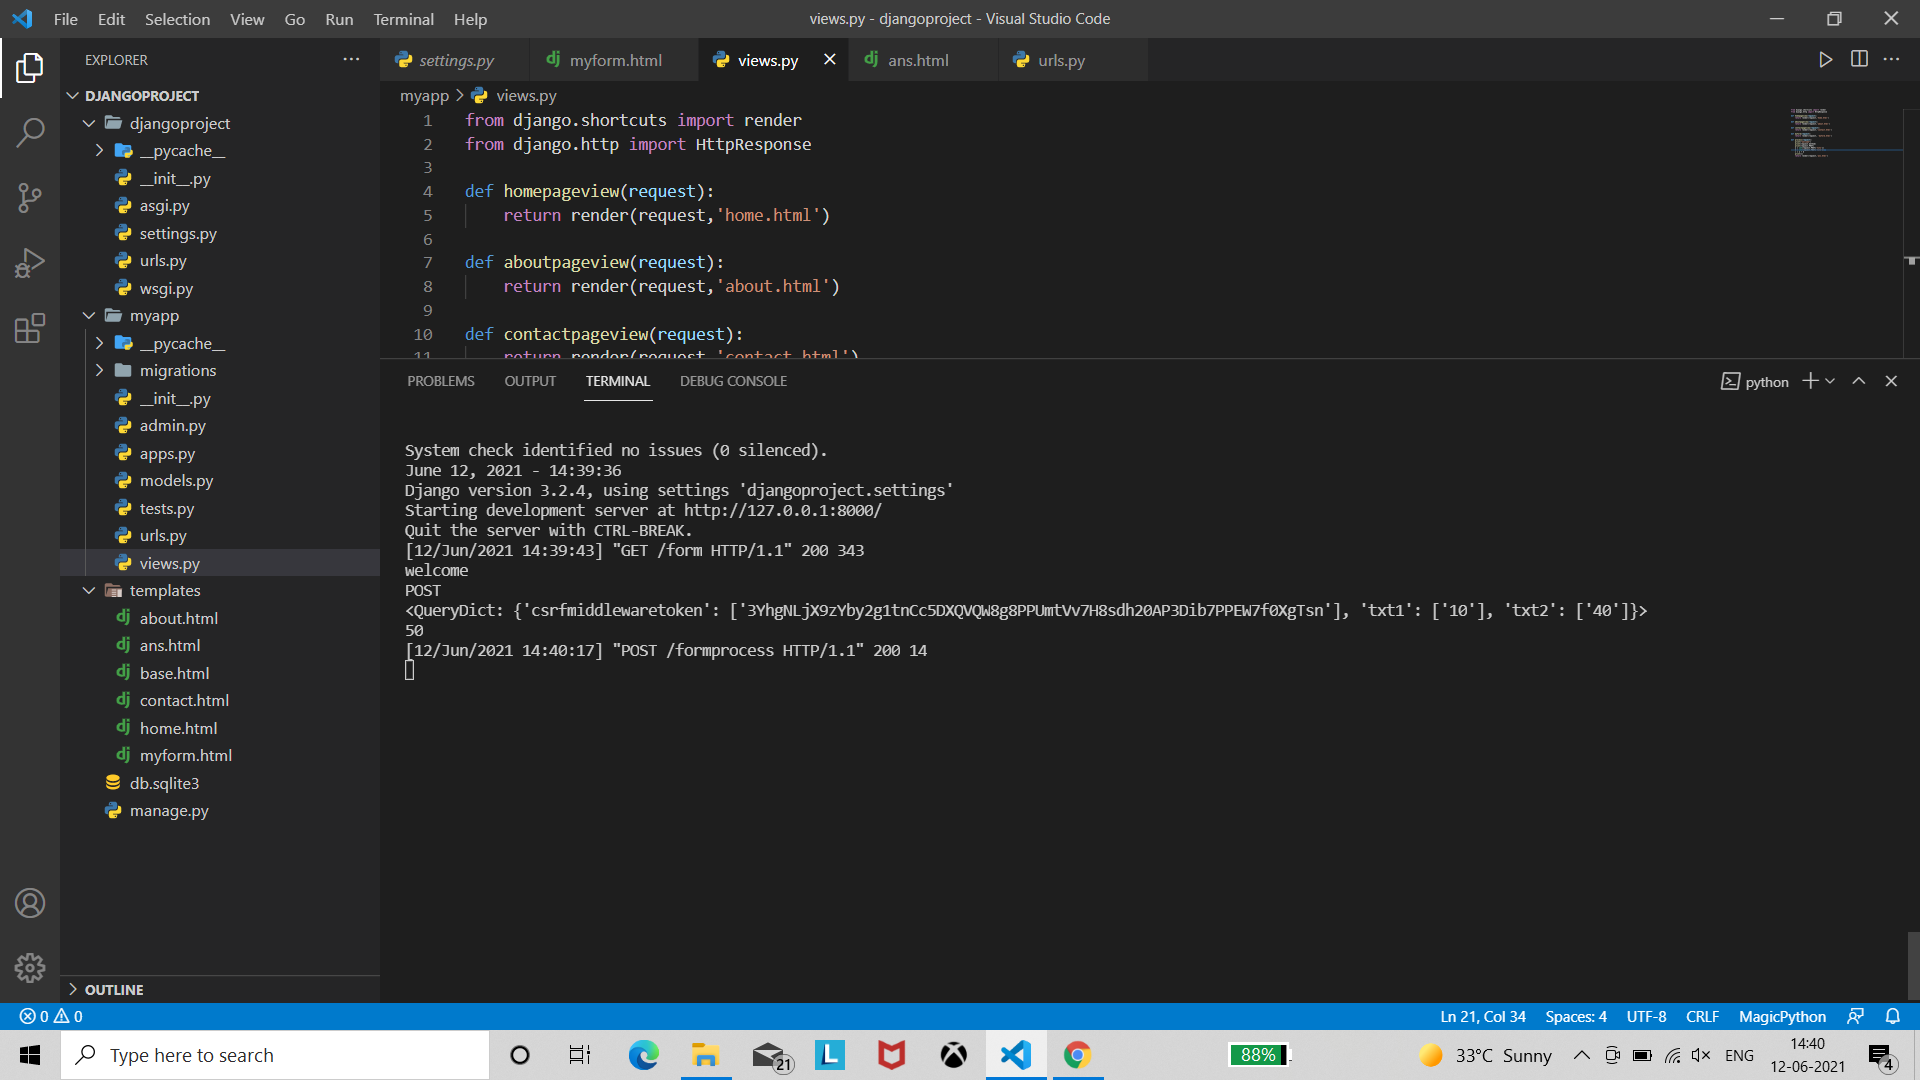 File Edit Selection View Go Run Terminal Help
views.py - djangoproject - Visual Studio Code
EXPLORER
DJANGOPROJECT
djangoproject
__pycache__
__init__.py
asgi.py
settings.py
urls.py
wsgi.py
myapp
__pycache__
migrations
__init__.py
admin.py
apps.py
models.py
tests.py
urls.py
views.py
templates
about.html
ans.html
base.html
contact.html
home.html
myform.html
db.sqlite3
manage.py
OUTLINE
settings.py myform.html views.py ans.html urls.py
myapp > views.py
1 from django.shortcuts import render
2 from django.http import HttpResponse
3
4 def homepageview(request):
5 return render(request,'home.html')
6
7 def aboutpageview(request):
8 return render(request,'about.html')
9
10 def contactpageview(request):
11 return render(request,'contact.html')
PROBLEMS OUTPUT TERMINAL DEBUG CONSOLE
python
System check identified no issues (0 silenced).
June 12, 2021 - 14:39:36
Django version 3.2.4, using settings 'djangoproject.settings'
Starting development server at http://127.0.0.1:8000/
Quit the server with CTRL-BREAK.
[12/Jun/2021 14:39:43] "GET /form HTTP/1.1" 200 343
welcome
POST
<QueryDict: {'csrfmiddlewaretoken': ['3YhgNLjX9zYby2g1tnCc5DXQVQW8g8PPUmtVv7H8sdh20AP3Dib7PPEW7f0XgTsn'], 'txt1': ['10'], 'txt2': ['40']}>
50
[12/Jun/2021 14:40:17] "POST /formprocess HTTP/1.1" 200 14
0 0
Ln 21, Col 34 Spaces: 4 UTF-8 CRLF MagicPython
Type here to search
21
L
88%
33°C Sunny
ENG
14:40
12-06-2021
4